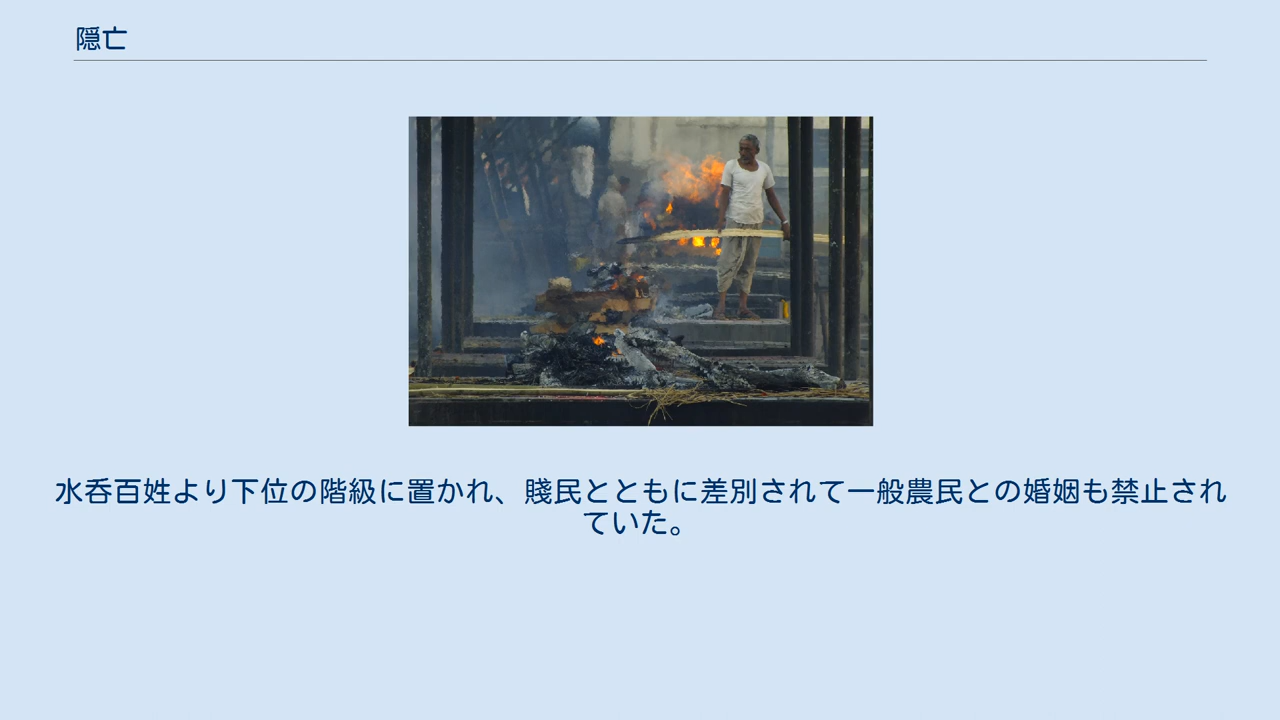 隠亡
水呑百姓より下位の階級に置かれ、賤民とともに差別されて一般農民との婚姻も禁止され
ていた。